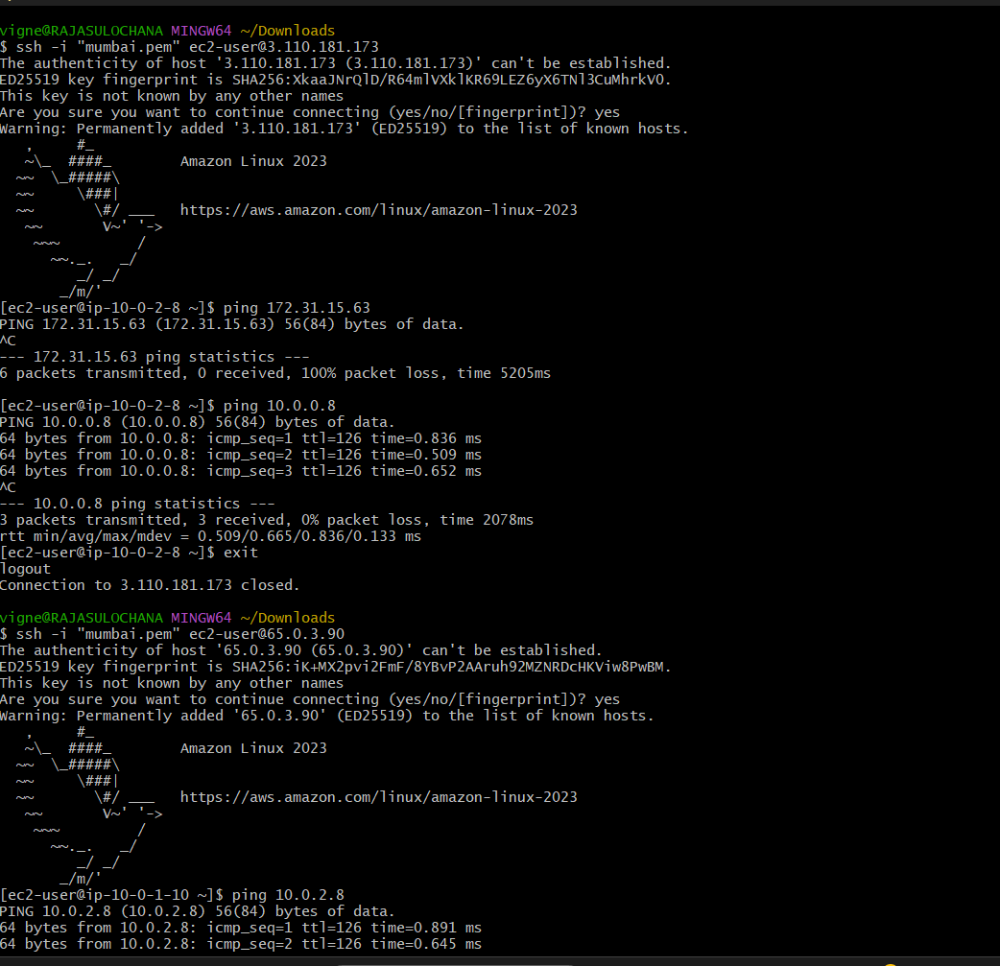 vigne@RAJASULOCHANA MINGW64 ~/Downloads
$ ssh -i "mumbai.pem" ec2-user@3.110.181.173
The authenticity of host '3.110.181.173 (3.110.181.173)' can't be established.
ED25519 key fingerprint is SHA256:XkaaJNrQlD/R64mlVXklKR69LEZ6yX6TNl3CuMhrkV0.
This key is not known by any other names
Are you sure you want to continue connecting (yes/no/[fingerprint])? yes
Warning: Permanently added '3.110.181.173' (ED25519) to the list of known hosts.
   ,     #_
   ~\_  ####_        Amazon Linux 2023
  ~~  \_#####\
  ~~     \###|
  ~~       \#/ ___   https://aws.amazon.com/linux/amazon-linux-2023
   ~~       V~' '->
    ~~~         /
      ~~._.   _/
         _/ _/
       _/m/'
[ec2-user@ip-10-0-2-8 ~]$ ping 172.31.15.63
PING 172.31.15.63 (172.31.15.63) 56(84) bytes of data.
^C
--- 172.31.15.63 ping statistics ---
6 packets transmitted, 0 received, 100% packet loss, time 5205ms
[ec2-user@ip-10-0-2-8 ~]$ ping 10.0.0.8
PING 10.0.0.8 (10.0.0.8) 56(84) bytes of data.
64 bytes from 10.0.0.8: icmp_seq=1 ttl=126 time=0.836 ms
64 bytes from 10.0.0.8: icmp_seq=2 ttl=126 time=0.509 ms
64 bytes from 10.0.0.8: icmp_seq=3 ttl=126 time=0.652 ms
^C
--- 10.0.0.8 ping statistics ---
3 packets transmitted, 3 received, 0% packet loss, time 2078ms
rtt min/avg/max/mdev = 0.509/0.665/0.836/0.133 ms
[ec2-user@ip-10-0-2-8 ~]$ exit
logout
Connection to 3.110.181.173 closed.
vigne@RAJASULOCHANA MINGW64 ~/Downloads
$ ssh -i "mumbai.pem" ec2-user@65.0.3.90
The authenticity of host '65.0.3.90 (65.0.3.90)' can't be established.
ED25519 key fingerprint is SHA256:iK+MX2pvi2FmF/8YBvP2AAruh92MZNRDcHKViw8PwBM.
This key is not known by any other names
Are you sure you want to continue connecting (yes/no/[fingerprint])? yes
Warning: Permanently added '65.0.3.90' (ED25519) to the list of known hosts.
   ,     #_
   ~\_  ####_        Amazon Linux 2023
  ~~  \_#####\
  ~~     \###|
  ~~       \#/ ___   https://aws.amazon.com/linux/amazon-linux-2023
   ~~       V~' '->
    ~~~         /
      ~~._.   _/
         _/ _/
       _/m/'
[ec2-user@ip-10-0-1-10 ~]$ ping 10.0.2.8
PING 10.0.2.8 (10.0.2.8) 56(84) bytes of data.
64 bytes from 10.0.2.8: icmp_seq=1 ttl=126 time=0.891 ms
64 bytes from 10.0.2.8: icmp_seq=2 ttl=126 time=0.645 ms